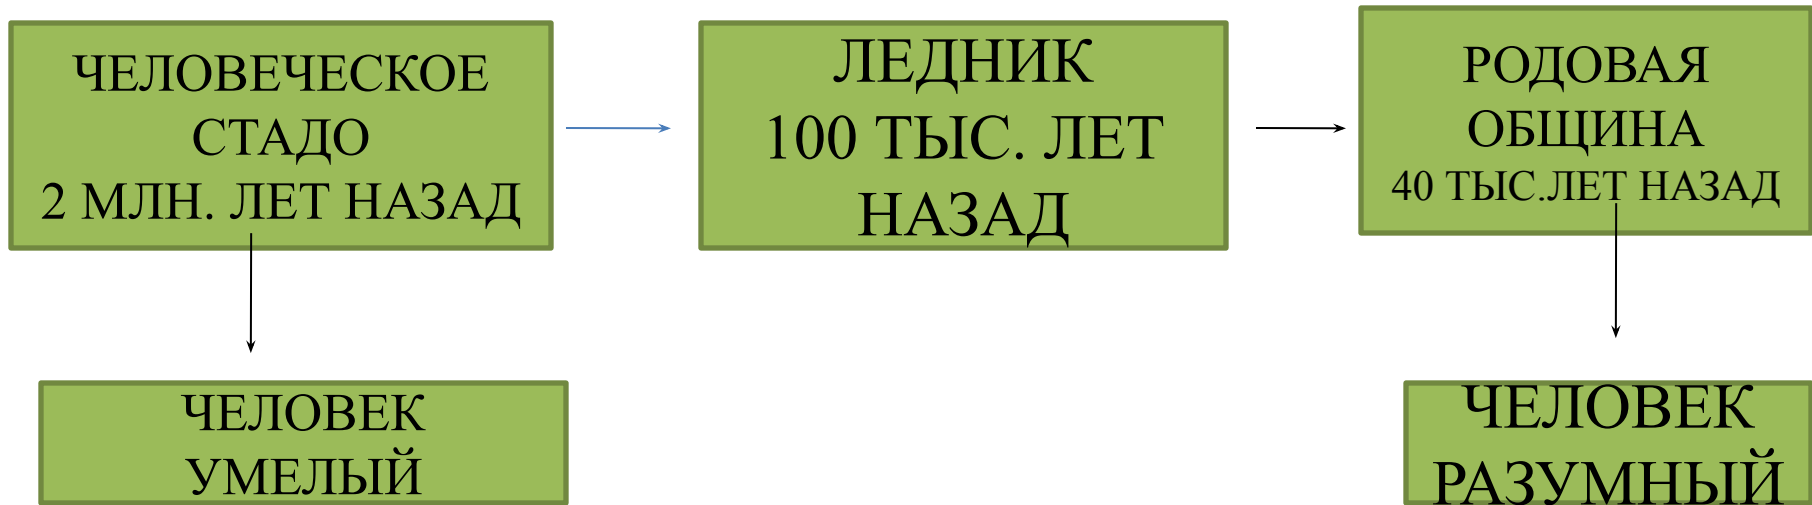 ЧЕЛОВЕЧЕСКОЕ
СТАДО
2 МЛН. ЛЕТ НАЗАД
ЛЕДНИК
100 ТЫС. ЛЕТ
НАЗАД
РОДОВАЯ
ОБЩИНА
40 ТЫС.ЛЕТ НАЗАД
ЧЕЛОВЕК
УМЕЛЫЙ
ЧЕЛОВЕК
РАЗУМНЫЙ